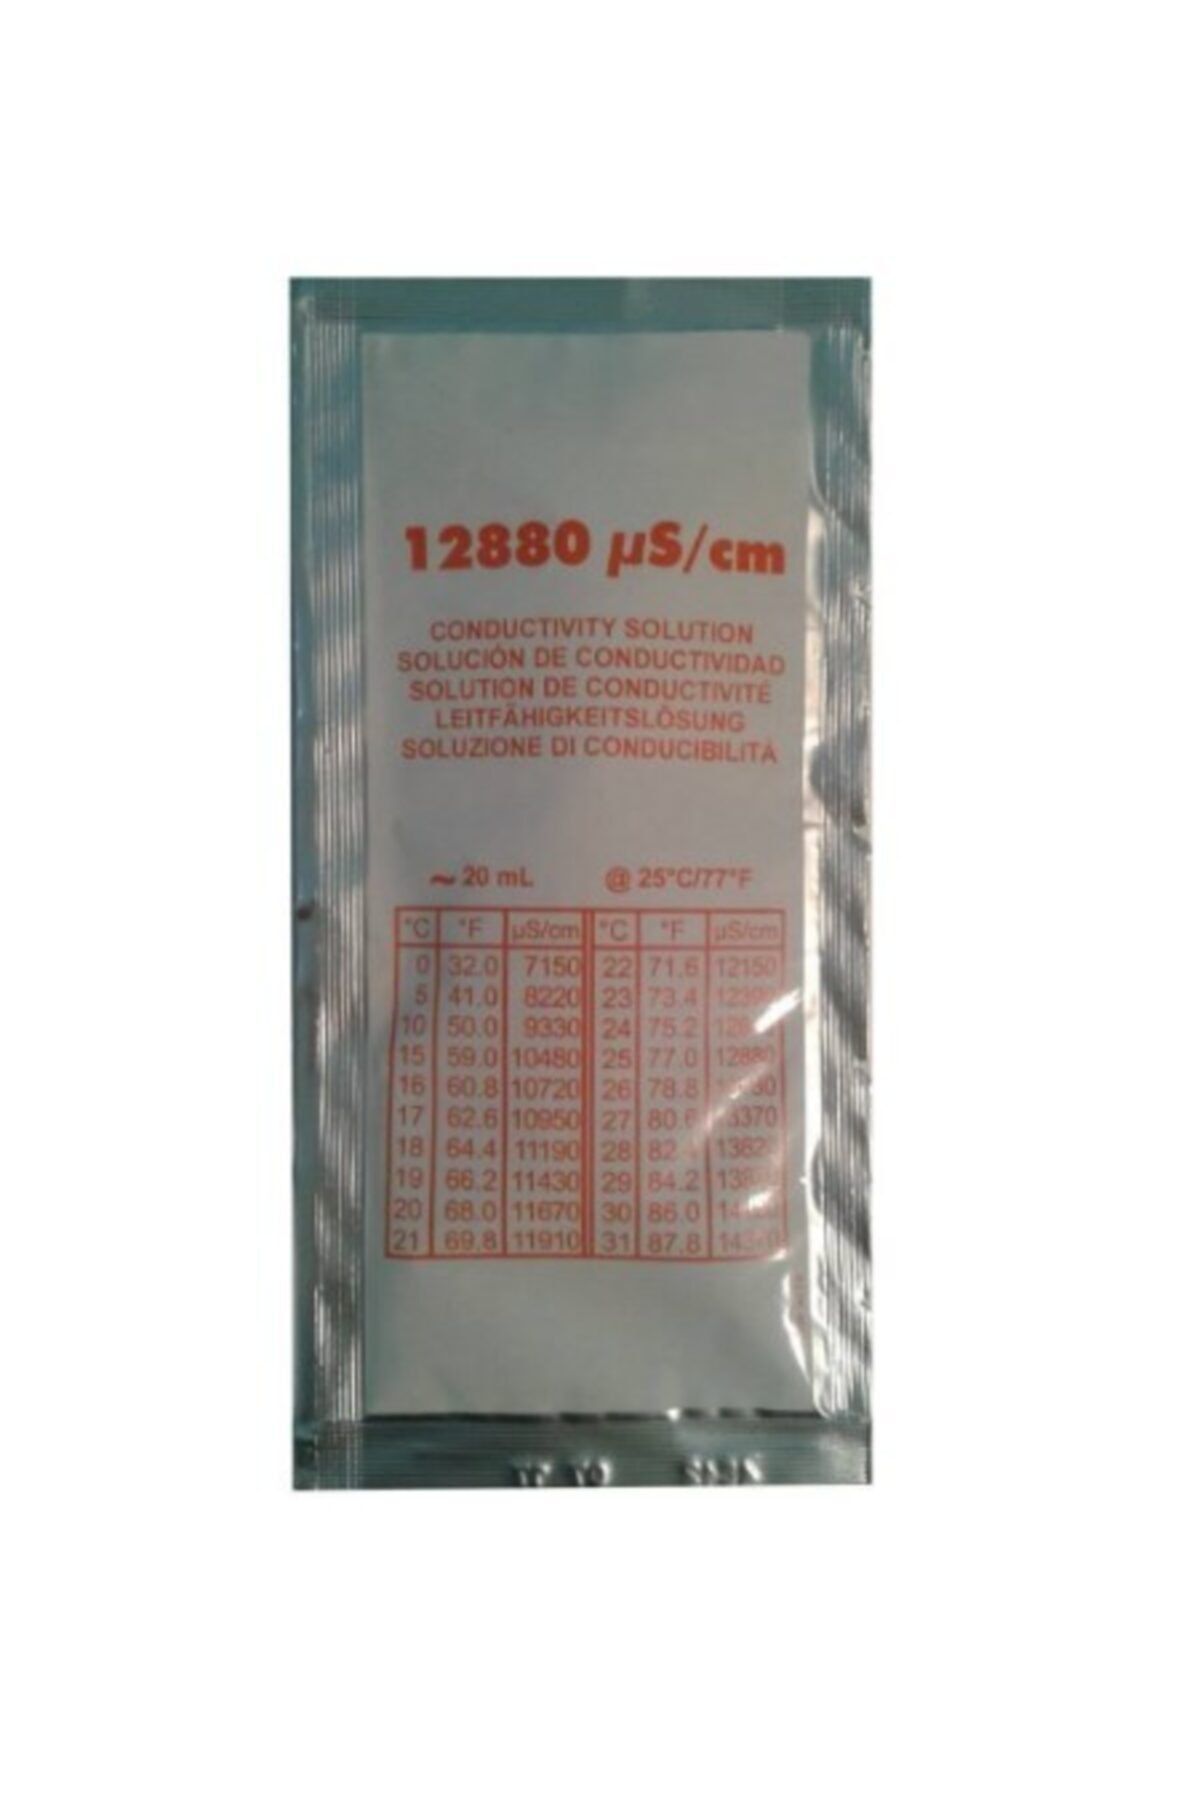 12880 µS/cm
CONDUCTIVITY SOLUTION
SOLUCIÓN DE CONDUCTIVIDAD
SOLUTION DE CONDUCTIVITÉ
LEITFÄHIGKEITSLÖSUNG
SOLUZIONE DI CONDUCIBILITÀ
~ 20 mL @ 25°C/77°F
°C °F µS/cm °C °F µS/cm
0 32.0 7150 22 71.6 12150
5 41.0 8220 23 73.4
10 50.0 9330 24 75.2
15 59.0 10480 25 77.0 12880
16 60.8 10720 26 78.8
17 62.6 10950 27 80.6
18 64.4 11190 28
19 66.2 11430 29 84.2
20 68.0 11670 30 86.0
21 69.8 11910 31 87.8